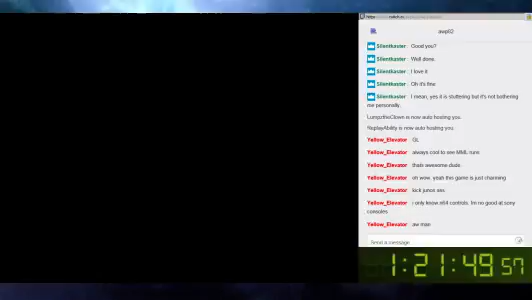 awp82
Silentkaster Good you?
Silentkaster Well done
Silentkaster I love it
Silentkaster Oh it's fine
Silentkaster I mean, yes it is stuttering but it's not bothering
me personally.
LumpztheClown is now auto hosting you.
ReplayAbility is now auto hosting you.
Yellow_Elevator GL
Yellow_Elevator always cool to see MML runs
Yellow_Elevator thats awesome dude
Yellow_Elevator oh wow. yeah this game is just charming
Yellow_Elevator kick junos ass
Yellow_Elevator i only know n64 controls. Im no good at sony
consoles
Yellow_Elevator aw man
Send a message
1:21:49 57